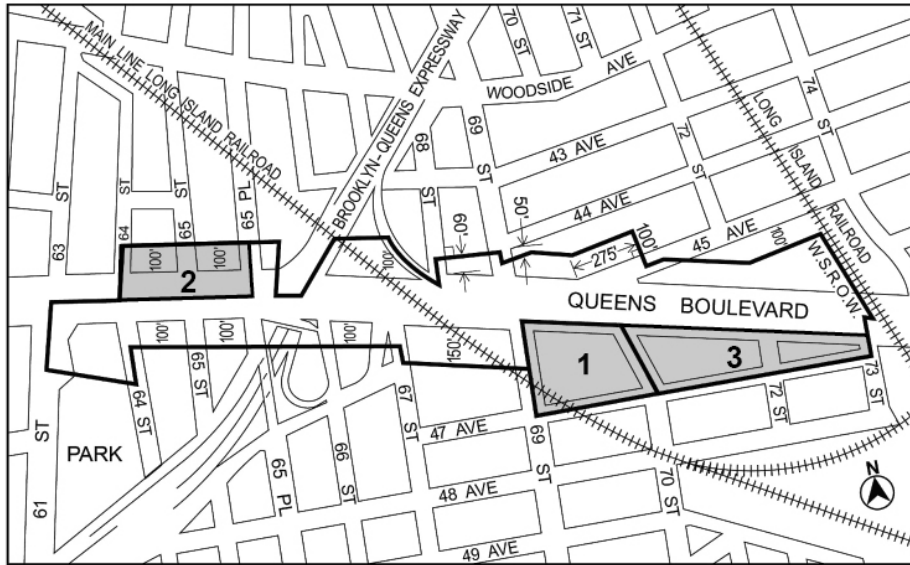 MAIN LINE LONG ISLAND RAILROAD
BROOKLYN-QUEENS EXPRESSWAY
70 ST
71 ST
WOODSIDE AVE
LONG ISLAND RAILROAD
74 ST
63 ST
64 ST
65 ST
65 PL
68 ST
69 ST
43 AVE
72 ST
44 AVE
45 AVE
60'
50'
275'
100'
100'
100'
100'
100'
W.S.R.O.W.
2
QUEENS BOULEVARD
100'
100'
150'
1
3
64 ST
65 ST
67 ST
72 ST
73 ST
61 ST
PARK
65 PL
66 ST
47 AVE
69 ST
70 ST
48 AVE
49 AVE
N